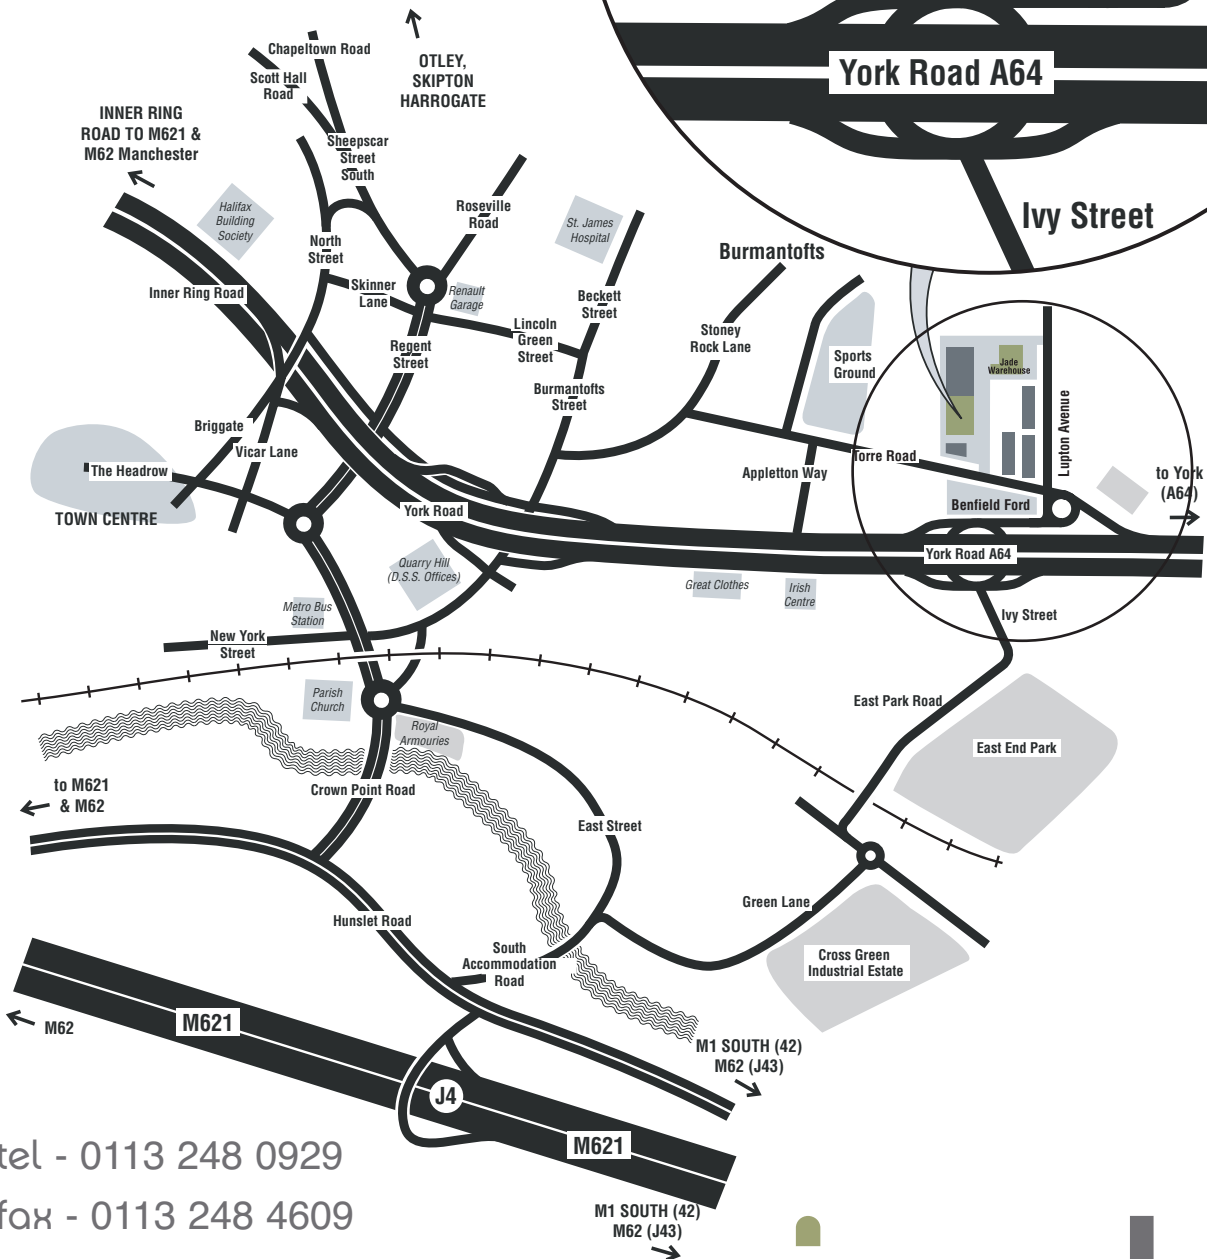 York Road A64
Ivy Street
Chapeltown Road
Scott Hall
Road
OTLEY,
SKIPTON
HARROGATE
INNER RING
ROAD TO M621 &
M62 Manchester
Sheepscar
Street
South
Halifax
Building
Society
Roseville
Road
St. James
Hospital
North
Street
Burmantofts
Inner Ring Road
Skinner
Lane
Renault
Garage
Beckett
Street
Lincoln
Green
Street
Stoney
Rock Lane
Regent
Street
Sports
Ground
Jade
Warehouse
Burmantofts
Street
Lupton Avenue
Briggate
Vicar Lane
The Headrow
Torre Road
Appletton Way
to York
(A64)
TOWN CENTRE
York Road
Benfield Ford
York Road A64
Quarry Hill
(D.S.S. Offices)
Great Clothes
Irish
Centre
Metro Bus
Station
Ivy Street
New York
Street
Parish
Church
East Park Road
Royal
Armouries
East End Park
to M621
& M62
Crown Point Road
East Street
Green Lane
Hunslet Road
South
Accommodation
Road
Cross Green
Industrial Estate
M62
M621
M1 SOUTH (42)
M62 (J43)
J4
M621
tel - 0113 248 0929
fax - 0113 248 4609
M1 SOUTH (42)
M62 (J43)